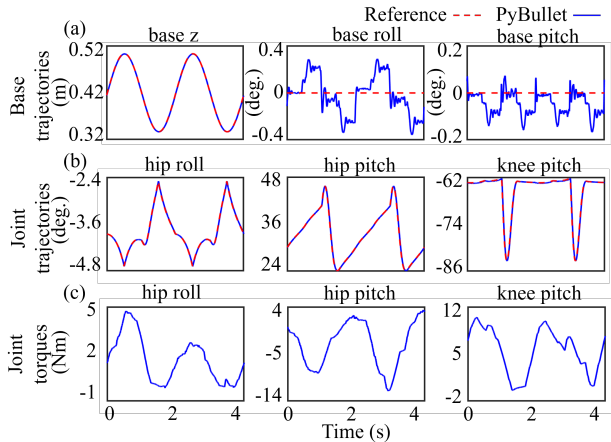 Reference PyBullet
(a)
base z base roll base pitch
Base trajectories (m)
0.52
0.42
0.32
(deg.)
0.4
0
-0.4
(deg.)
0.2
0
-0.2
(b)
hip roll hip pitch knee pitch
Joint trajectories (deg.)
-2.4
-3.6
-4.8
48
36
24
-62
-74
-86
(c)
hip roll hip pitch knee pitch
Joint torques (Nm)
5
2
-1
4
-5
-14
12
5
-2
0 2 4 0 2 4 0 2 4
Time (s)